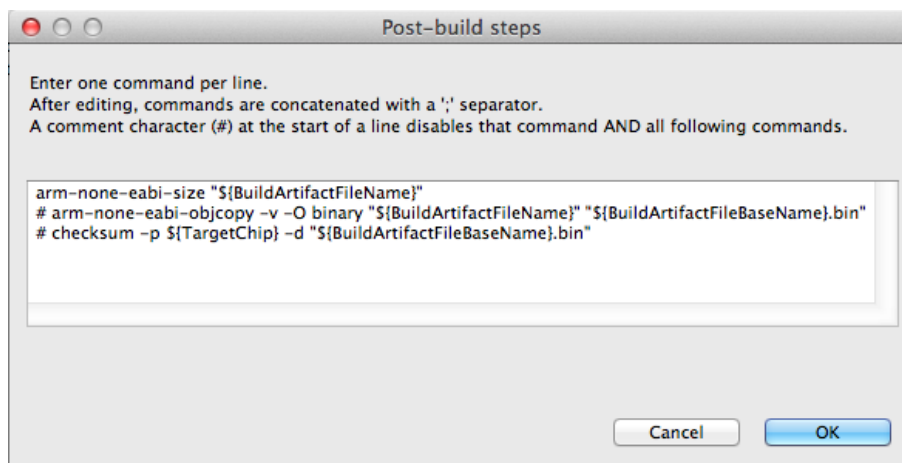 Post-build steps
Enter one command per line.
After editing, commands are concatenated with a ';' separator.
A comment character (#) at the start of a line disables that command AND all following commands.
arm-none-eabi-size "${BuildArtifactFileName}"
# arm-none-eabi-objcopy -v -O binary "${BuildArtifactFileName}" "${BuildArtifactFileBaseName}.bin"
# checksum -p ${TargetChip} -d "${BuildArtifactFileBaseName}.bin"
Cancel OK